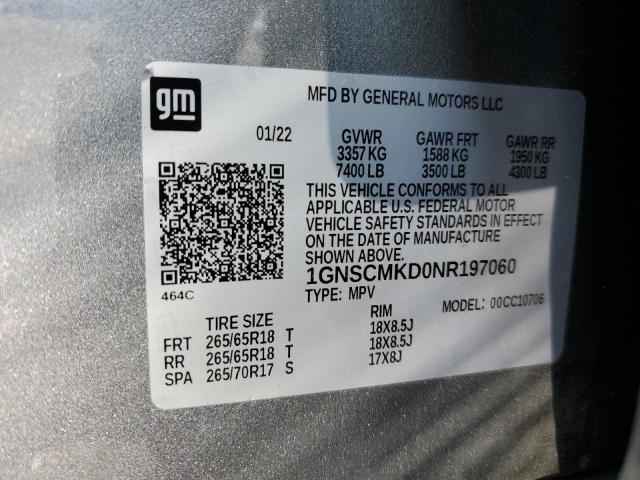 gm
MFD BY GENERAL MOTORS LLC
01/22 GVWR GAWR FRT GAWR RR
3357 KG 1588 KG 1950 KG
7400 LB 3500 LB 4300 LB
THIS VEHICLE CONFORMS TO ALL
APPLICABLE U.S. FEDERAL MOTOR
VEHICLE SAFETY STANDARDS IN EFFECT
ON THE DATE OF MANUFACTURE
SHOWN ABOVE.
1GNSCMKD0NR197060
464C
TYPE: MPV MODEL: 00CC10706
TIRE SIZE RIM
FRT 265/65R18 T 18X8.5J
RR 265/65R18 T 18X8.5J
SPA 265/70R17 S 17X8J